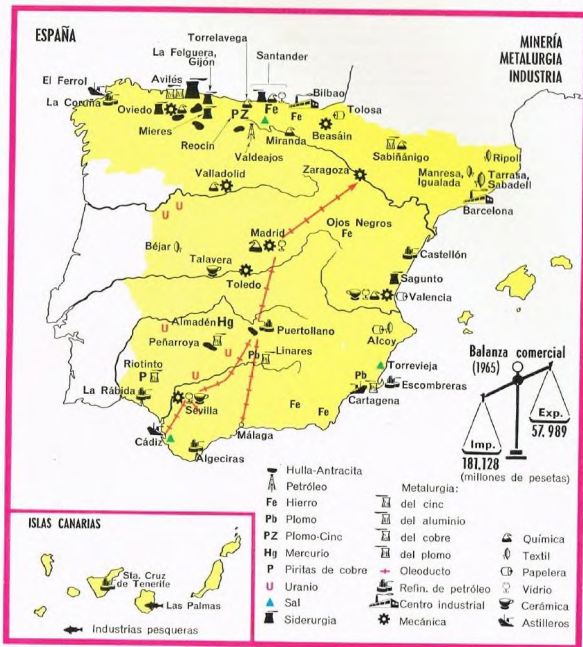 ESPAÑA
MINERÍA
METALURGIA
INDUSTRIA
Torrelavega
La Felguera,
Gijón
Santander
Avilés
El Ferrol
La Coruña
Bilbao
Oviedo
PZ
Fe
Fe
Tolosa
Mieres
Beasáin
Reocín
Miranda
Valdeajos
Sabiñánigo
Ripoll
Valladolid
Zaragoza
Manresa,
Igualada
Tarrasa,
Sabadell
Barcelona
U
U
Madrid
Ojos Negros
Fe
Béjar
Castellón
Talavera
Toledo
Sagunto
Valencia
U
Almadén
Hg
Puertollano
Peñarroya
U
Pb
Linares
Alcoy
Riotinto
P
U
Torrevieja
La Rábida
Pb
Escombreras
Cartagena
Sevilla
Fe
Fe
Cádiz
Málaga
Algeciras
Balanza comercial
(1965)
Exp.
57.989
Imp.
181.128
(millones de pesetas)
Hulla-Antracita
Petróleo
Fe Hierro
Pb Plomo
PZ Plomo-Cinc
Hg Mercurio
P Piritas de cobre
U Uranio
Sal
Siderurgia
Metalurgia:
del cinc
del aluminio
del cobre
del plomo
Oleoducto
Refin. de petróleo
Centro industrial
Mecánica
Química
Textil
Papelera
Vidrio
Cerámica
Astilleros
ISLAS CANARIAS
Sta. Cruz
de Tenerife
Las Palmas
Industrias pesqueras